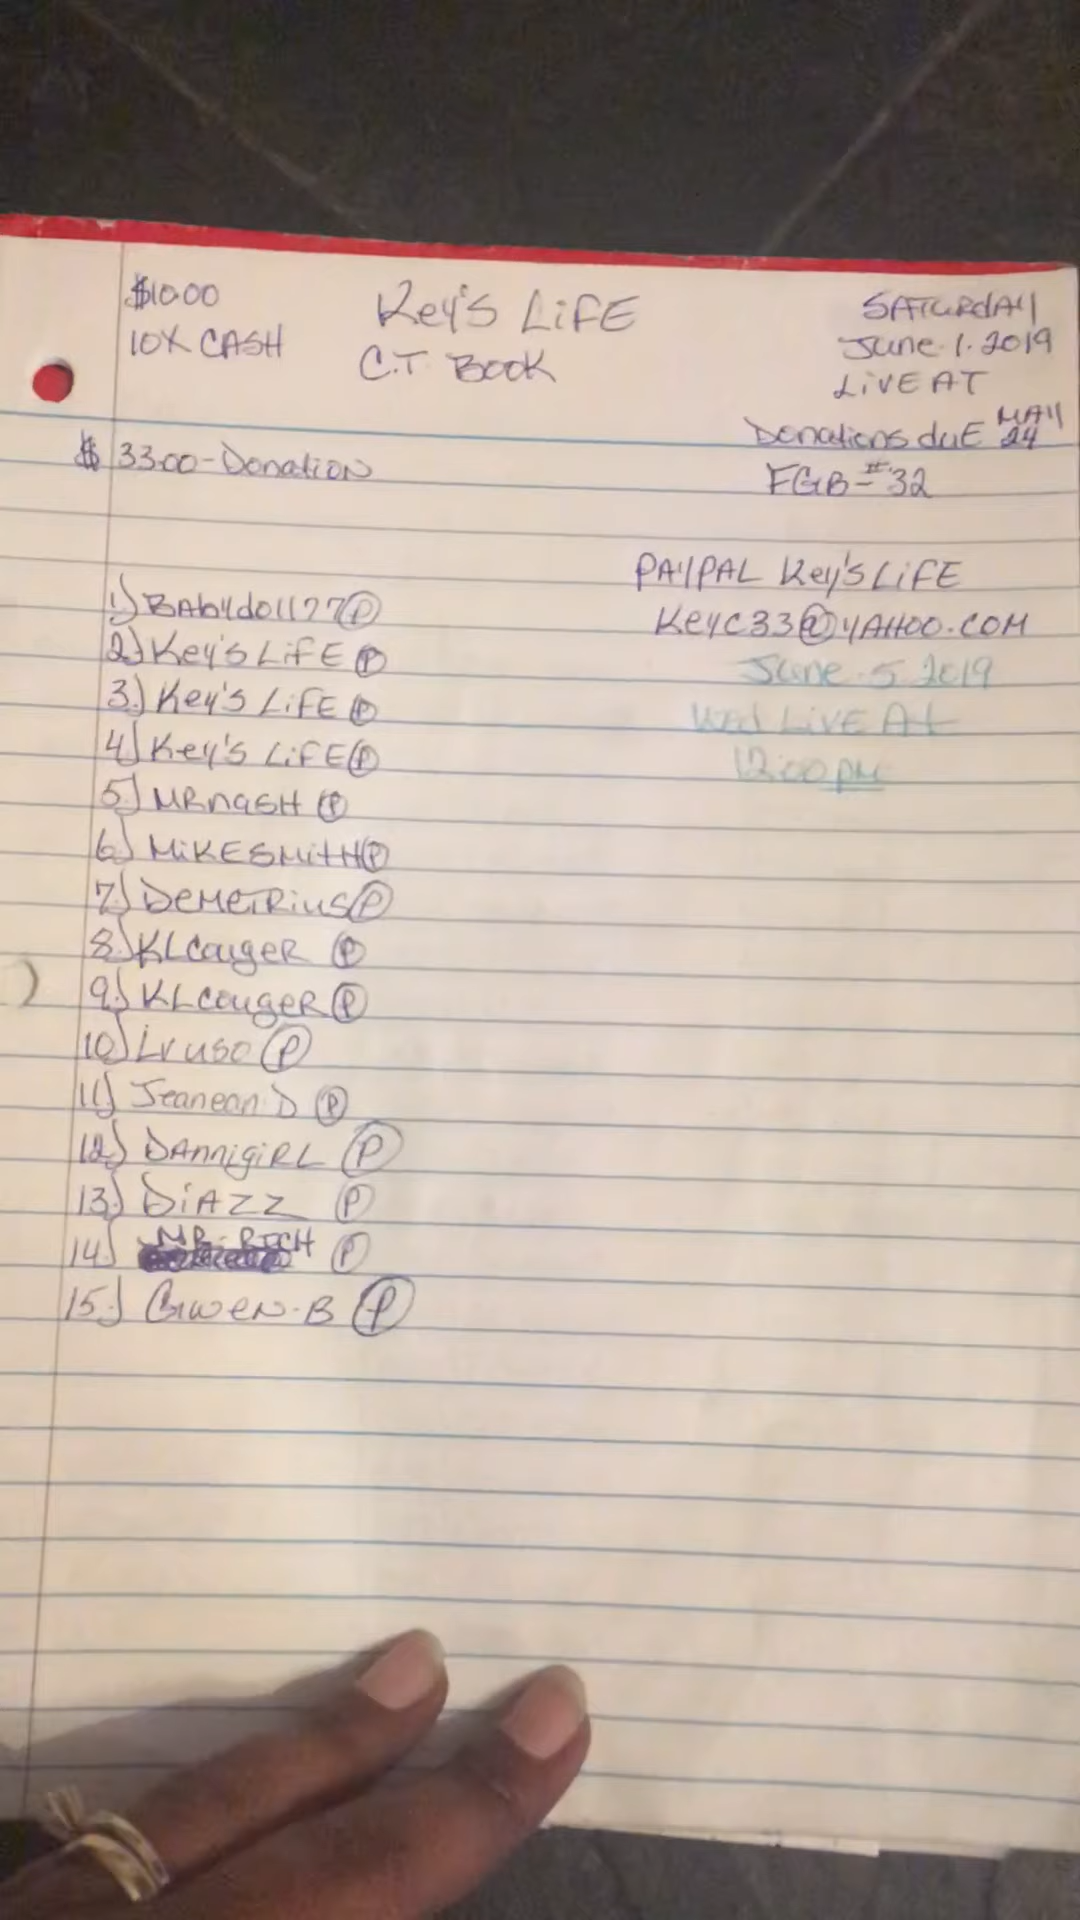 $10.00
10X CASH
Key's LiFE
C.T. BOOK
SATURDAY
June. 1. 2019
LiVE AT
Donations duE MAY 24
FGB-#32
$ 33.00-Donation
PAYPAL Key's LiFE
KeyC33@YAHOO.COM
June. 5. 2019
Wed LiVE At
12:00 pm
1.) BAbydoll77 Ⓟ
2.) Key's LiFE Ⓟ
3.) Key's LiFE Ⓟ
4.) Key's LiFE Ⓟ
5.) MRnaSH Ⓟ
6.) MiKESMitH Ⓟ
7.) DeMeTRiuS Ⓟ
8.) KLcougeR Ⓟ
9.) KLcougeR Ⓟ
10.) Lvuso Ⓟ
11.) Jeanean.D Ⓟ
12.) DAnnigiRL Ⓟ
13.) DiAZZ Ⓟ
14.) MR. RICH Ⓟ
15.) GweN.B Ⓟ